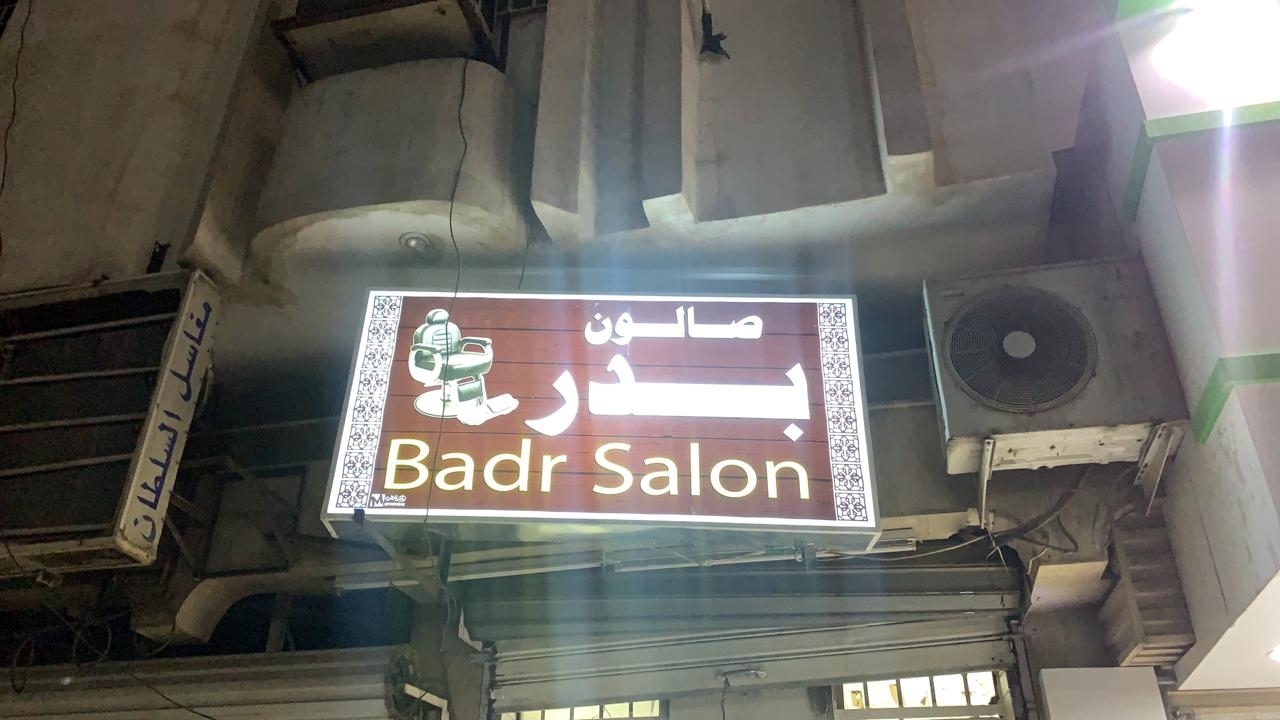 صالون
بدر
Badr Salon
مغاسل السلطان